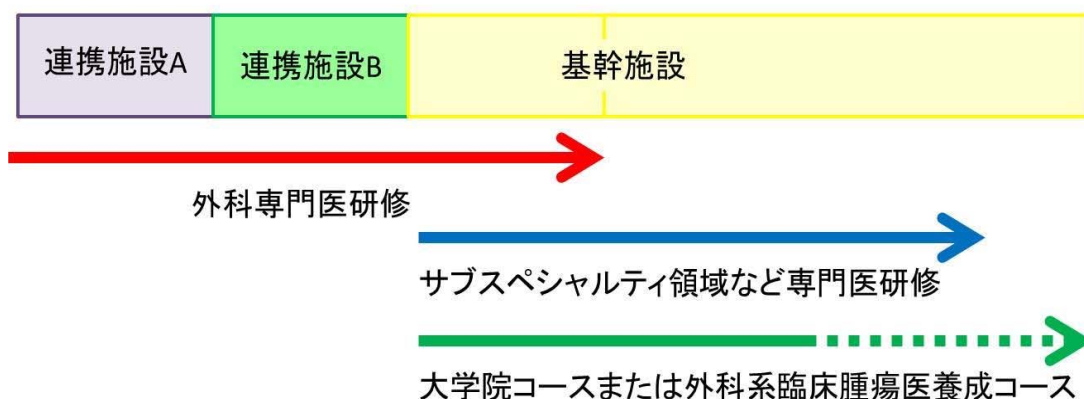 連携施設A
連携施設B
基幹施設
外科専門医研修
サブスペシャルティ領域など専門医研修
大学院コースまたは外科系臨床腫瘍医養成コース